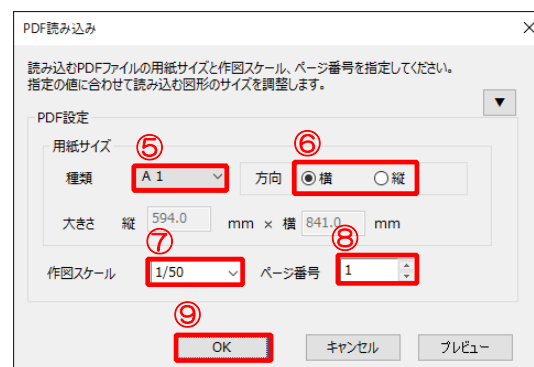 PDF読み込み
読み込むPDFファイルの用紙サイズと作図スケール、ページ番号を指定してください。
指定の値に合わせて読み込む図形のサイズを調整します。
▼
PDF設定
用紙サイズ
⑤ ⑥
種類 A 1 方向 横 縦
大きさ 縦 594.0 mm × 横 841.0 mm
⑦ ⑧
作図スケール 1/50 ページ番号 1
⑨
OK キャンセル プレビュー